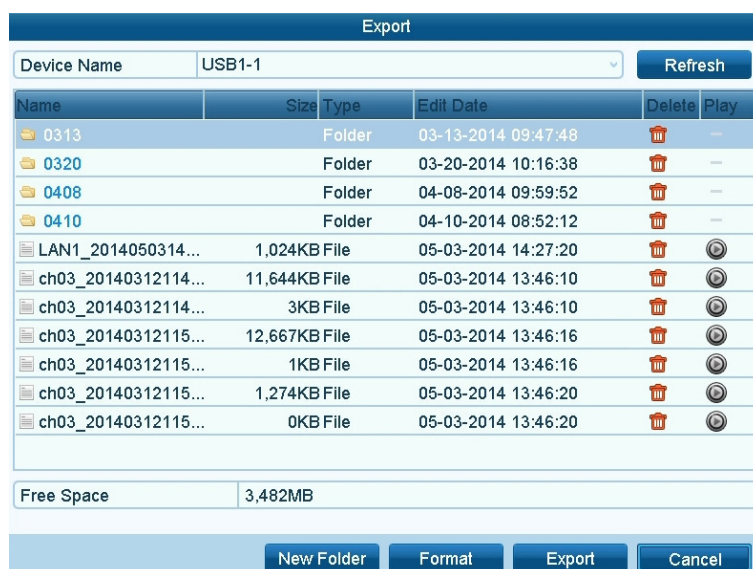 Export
Device Name USB1-1 Refresh
Name Size Type Edit Date Delete Play
0313 Folder 03-13-2014 09:47:48
0320 Folder 03-20-2014 10:16:38
0408 Folder 04-08-2014 09:59:52
0410 Folder 04-10-2014 08:52:12
LAN1_2014050314... 1,024KB File 05-03-2014 14:27:20
ch03_20140312114... 11,644KB File 05-03-2014 13:46:10
ch03_20140312114... 3KB File 05-03-2014 13:46:10
ch03_20140312115... 12,667KB File 05-03-2014 13:46:16
ch03_20140312115... 1KB File 05-03-2014 13:46:16
ch03_20140312115... 1,274KB File 05-03-2014 13:46:20
ch03_20140312115... 0KB File 05-03-2014 13:46:20
Free Space 3,482MB
New Folder Format Export Cancel